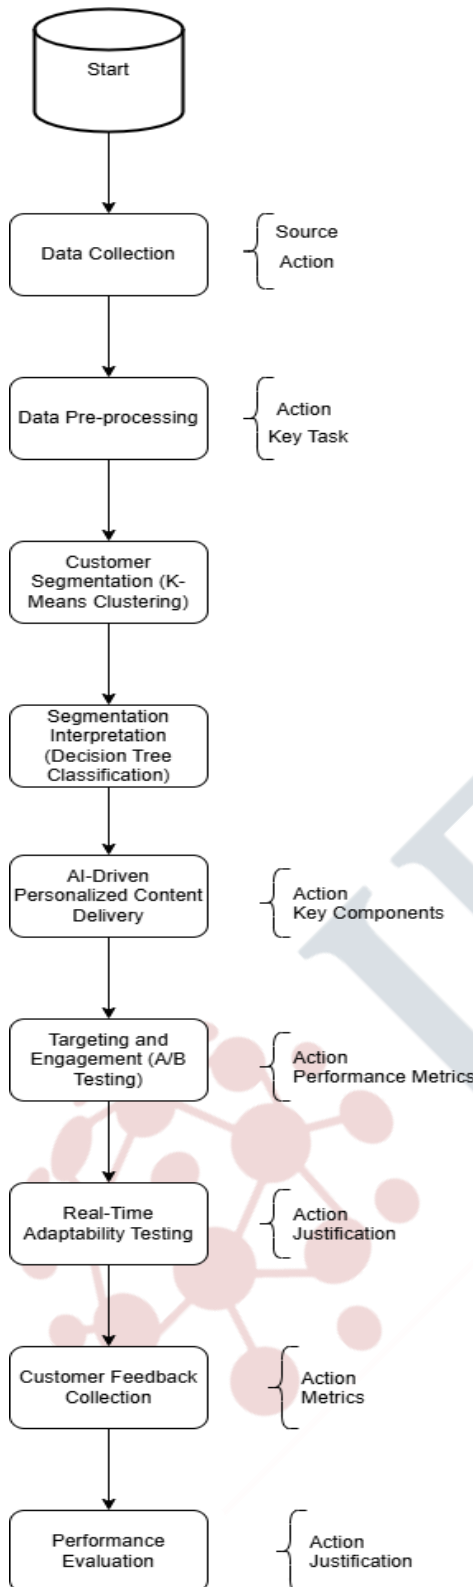 Start
Data Collection
Source
Action
Data Pre-processing
Action
Key Task
Customer
Segmentation (K-
Means Clustering)
Segmentation
Interpretation
(Decision Tree
Classification)
AI-Driven
Personalized Content
Delivery
Action
Key Components
Targeting and
Engagement (A/B
Testing)
Action
Performance Metrics
Real-Time
Adaptability Testing
Action
Justification
Customer Feedback
Collection
Action
Metrics
Performance
Evaluation
Action
Justification